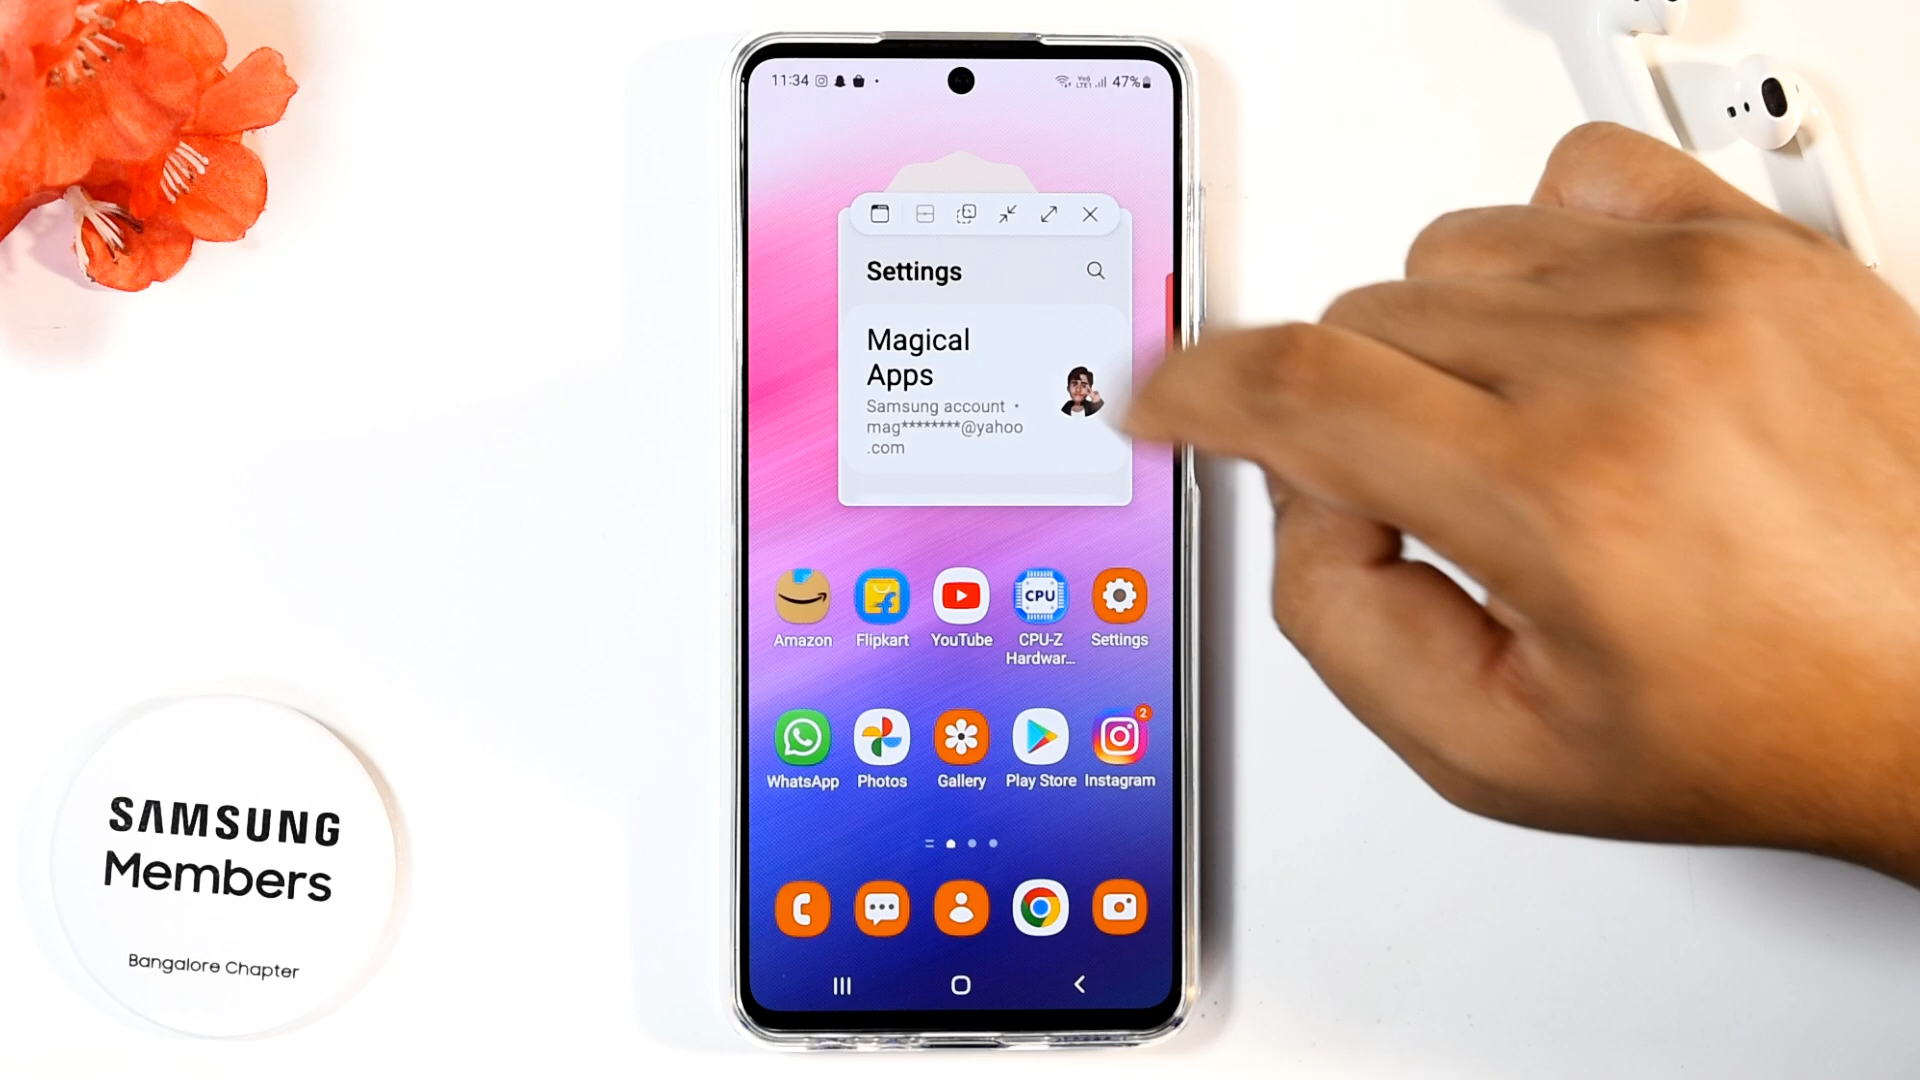 11:34
VoLTE1 47%
Settings
Magical
Apps
Samsung account •
mag********@yahoo
.com
Amazon
Flipkart
YouTube
CPU
CPU-Z
Hardwar...
Settings
WhatsApp
Photos
Gallery
Play Store
2
Instagram
SAMSUNG
Members
Bangalore Chapter